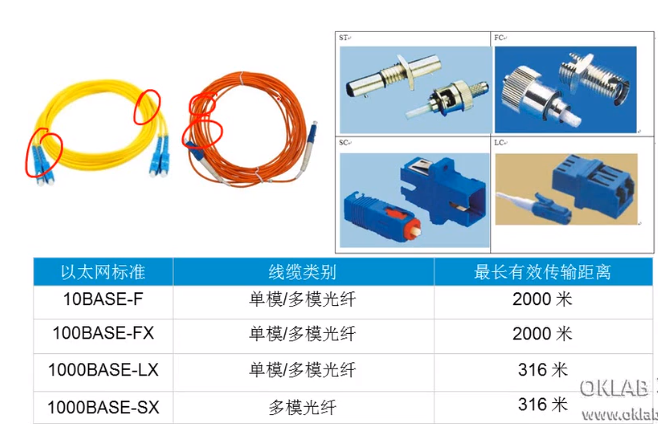 ST
FC
SC
LC
以太网标准 线缆类别 最长有效传输距离
10BASE-F 单模/多模光纤 2000 米
100BASE-FX 单模/多模光纤 2000 米
1000BASE-LX 单模/多模光纤 316 米
1000BASE-SX 多模光纤 316 米
OKLAB
www.oklab.